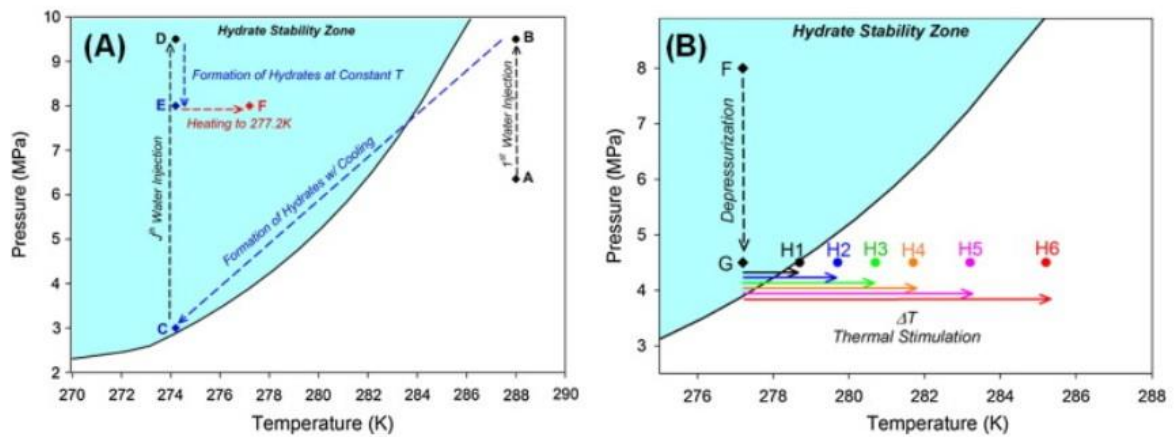 (A)
Hydrate Stability Zone
D
B
Formation of Hydrates at Constant T
E
F
Heating to 277.2K
Jth Water Injection
Formation of Hydrates w/ Cooling
1st Water Injection
A
C
10
9
8
7
6
5
4
3
2
Pressure (MPa)
270 272 274 276 278 280 282 284 286 288 290
Temperature (K)
(B)
Hydrate Stability Zone
F
Depressurization
G
H1 H2 H3 H4 H5 H6
ΔT
Thermal Stimulation
8
7
6
5
4
3
Pressure (MPa)
276 278 280 282 284 286 288
Temperature (K)